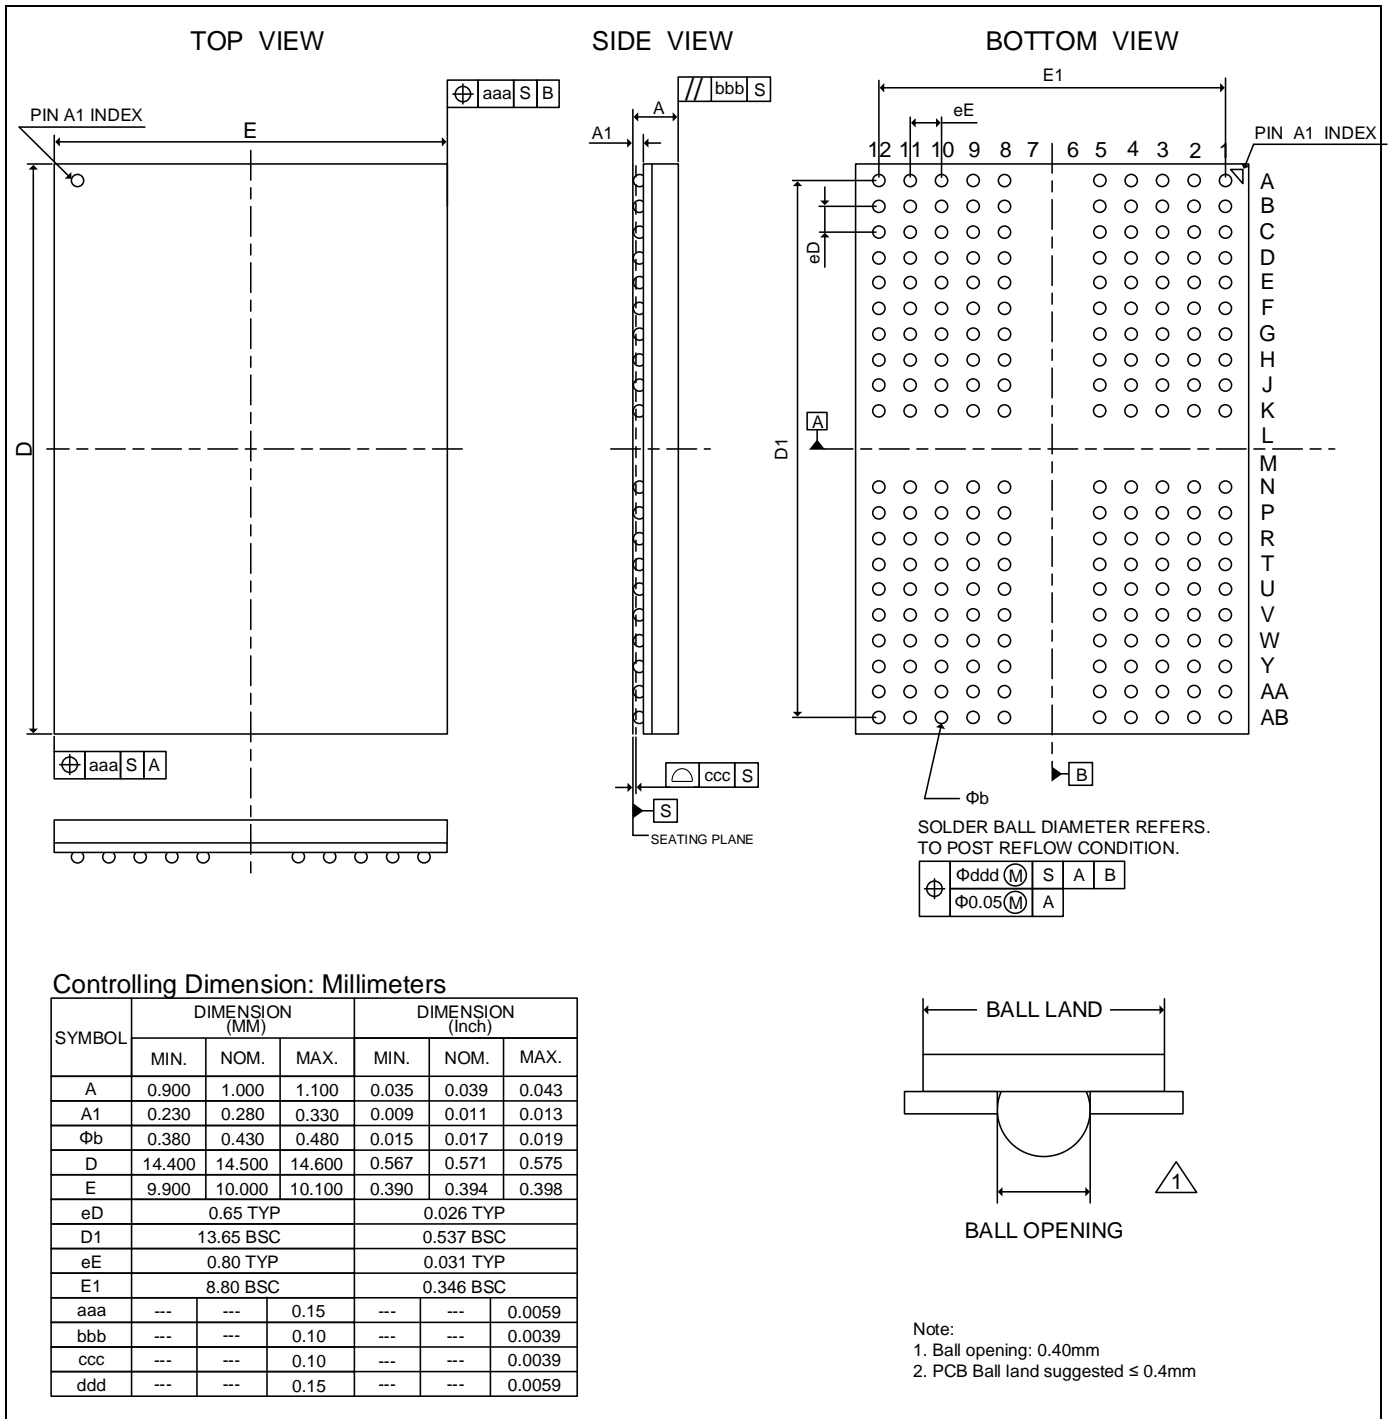 TOP VIEW
SIDE VIEW
BOTTOM VIEW
aaa S B
bbb S
E1
PIN A1 INDEX
E
A
A1
eE
PIN A1 INDEX
12 11 10 9 8 7 6 5 4 3 2 1
A
B
C
D
E
F
G
H
J
K
L
M
N
P
R
T
U
V
W
Y
AA
AB
eD
D
D1
A
aaa S A
ccc S
S
SEATING PLANE
B
Φb
SOLDER BALL DIAMETER REFERS.
TO POST REFLOW CONDITION.
Φddd Ⓜ S A B
Φ0.05 Ⓜ A
Controlling Dimension: Millimeters
SYMBOL DIMENSION (MM) DIMENSION (Inch)
MIN. NOM. MAX. MIN. NOM. MAX.
A 0.900 1.000 1.100 0.035 0.039 0.043
A1 0.230 0.280 0.330 0.009 0.011 0.013
Φb 0.380 0.430 0.480 0.015 0.017 0.019
D 14.400 14.500 14.600 0.567 0.571 0.575
E 9.900 10.000 10.100 0.390 0.394 0.398
eD 0.65 TYP 0.026 TYP
D1 13.65 BSC 0.537 BSC
eE 0.80 TYP 0.031 TYP
E1 8.80 BSC 0.346 BSC
aaa --- --- 0.15 --- --- 0.0059
bbb --- --- 0.10 --- --- 0.0039
ccc --- --- 0.10 --- --- 0.0039
ddd --- --- 0.15 --- --- 0.0059
BALL LAND
1
BALL OPENING
Note:
1. Ball opening: 0.40mm
2. PCB Ball land suggested ≤ 0.4mm